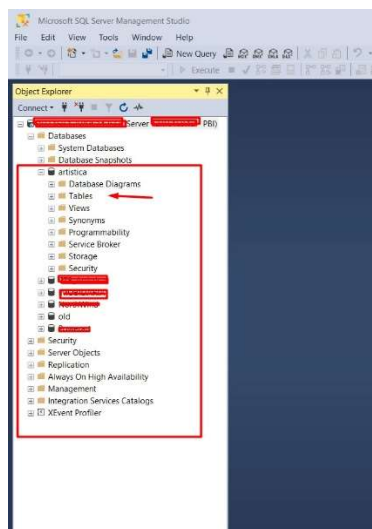 Microsoft SQL Server Management Studio
File Edit View Tools Window Help
New Query
Execute
Object Explorer
Connect
(Server PBI)
Databases
System Databases
Database Snapshots
artistica
Database Diagrams
Tables
Views
Synonyms
Programmability
Service Broker
Storage
Security
old
Security
Server Objects
Replication
Always On High Availability
Management
Integration Services Catalogs
XEvent Profiler